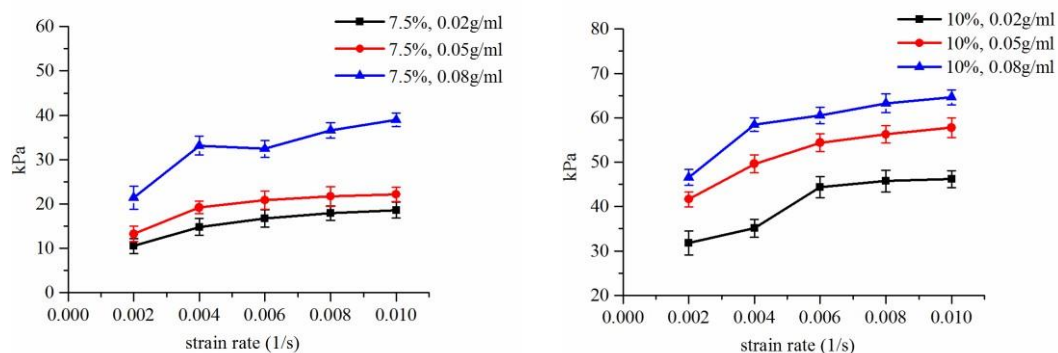 60
50
40
30
20
10
0
kPa
7.5%, 0.02g/ml
7.5%, 0.05g/ml
7.5%, 0.08g/ml
0.000 0.002 0.004 0.006 0.008 0.010
strain rate (1/s)
80
70
60
50
40
30
20
kPa
10%, 0.02g/ml
10%, 0.05g/ml
10%, 0.08g/ml
0.000 0.002 0.004 0.006 0.008 0.010
strain rate (1/s)